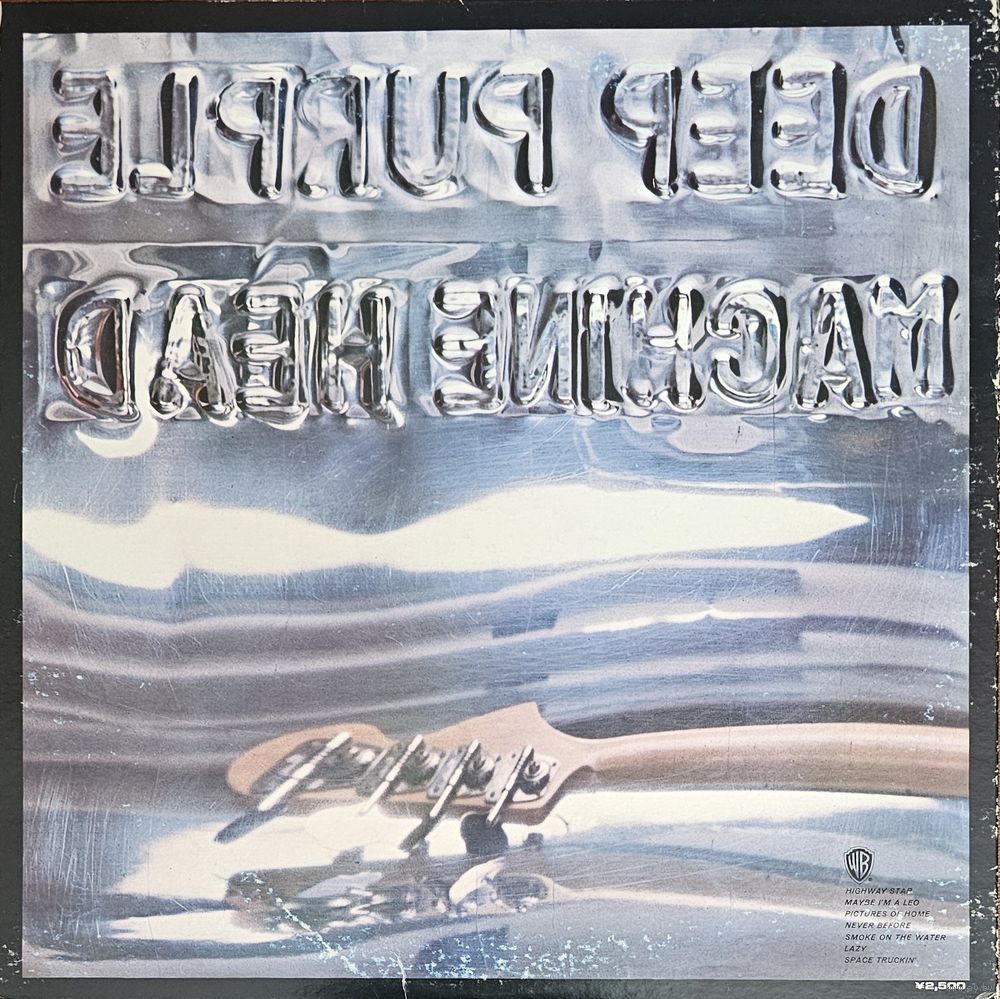 DEEP PURPLE
MACHINE HEAD
WB
HIGHWAY STAR
MAYBE I'M A LEO
PICTURES OF HOME
NEVER BEFORE
SMOKE ON THE WATER
LAZY
SPACE TRUCKIN'
¥2,500